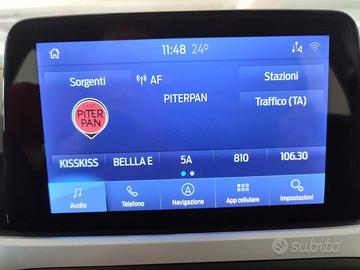 11:48 24°
Sorgenti
AF
Stazioni
PITERPAN
Traffico (TA)
PITER
PAN
KISSKISS BELLLA E 5A 810 106.30
Audio Telefono Navigazione App cellulare Impostazioni
subito